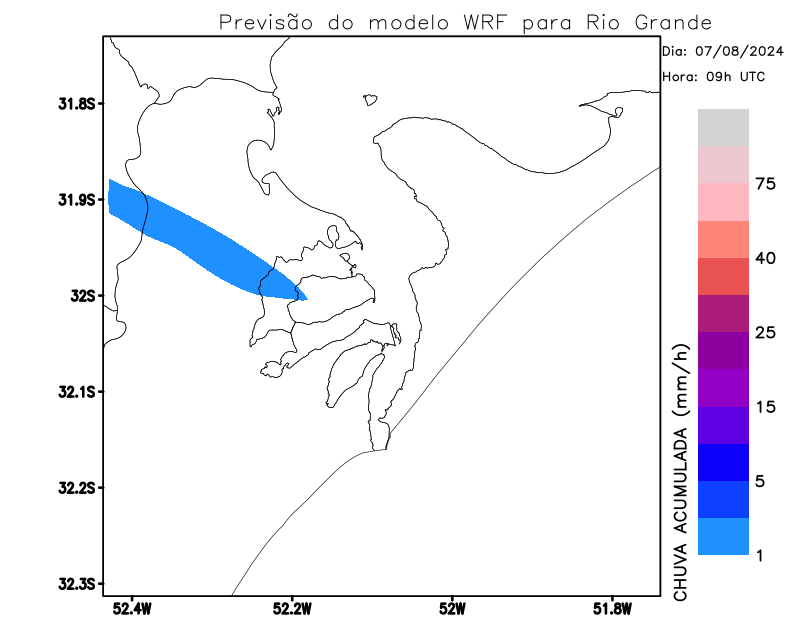 Previsão do modelo WRF para Rio Grande
Dia: 07/08/2024
Hora: 09h UTC
31.8S
31.9S
32S
32.1S
32.2S
32.3S
52.4W
52.2W
52W
51.8W
CHUVA ACUMULADA (mm/h)
75
40
25
15
5
1